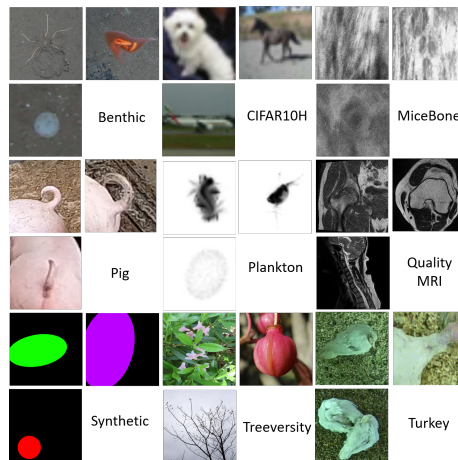 Benthic
CIFAR10H
MiceBone
Pig
Plankton
Quality
MRI
Synthetic
Treeversity
Turkey